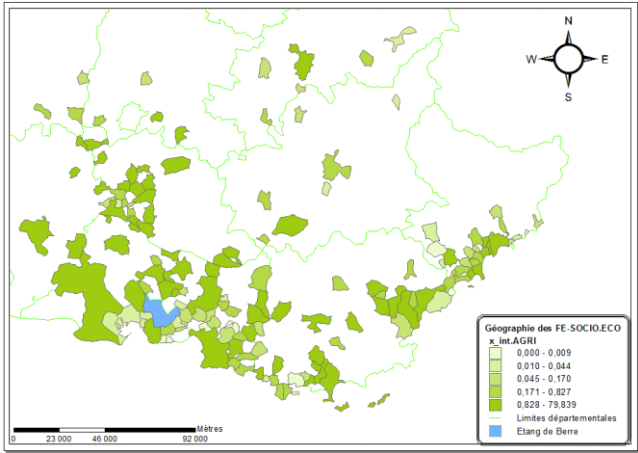 N
W E
S
Géographie des FE-SOCIO.ECO
x_int.AGRI
0,000 - 0,009
0,010 - 0,044
0,045 - 0,170
0,171 - 0,827
0,828 - 79,839
Limites départementales
Etang de Berre
Mètres
0 23 000 46 000 92 000